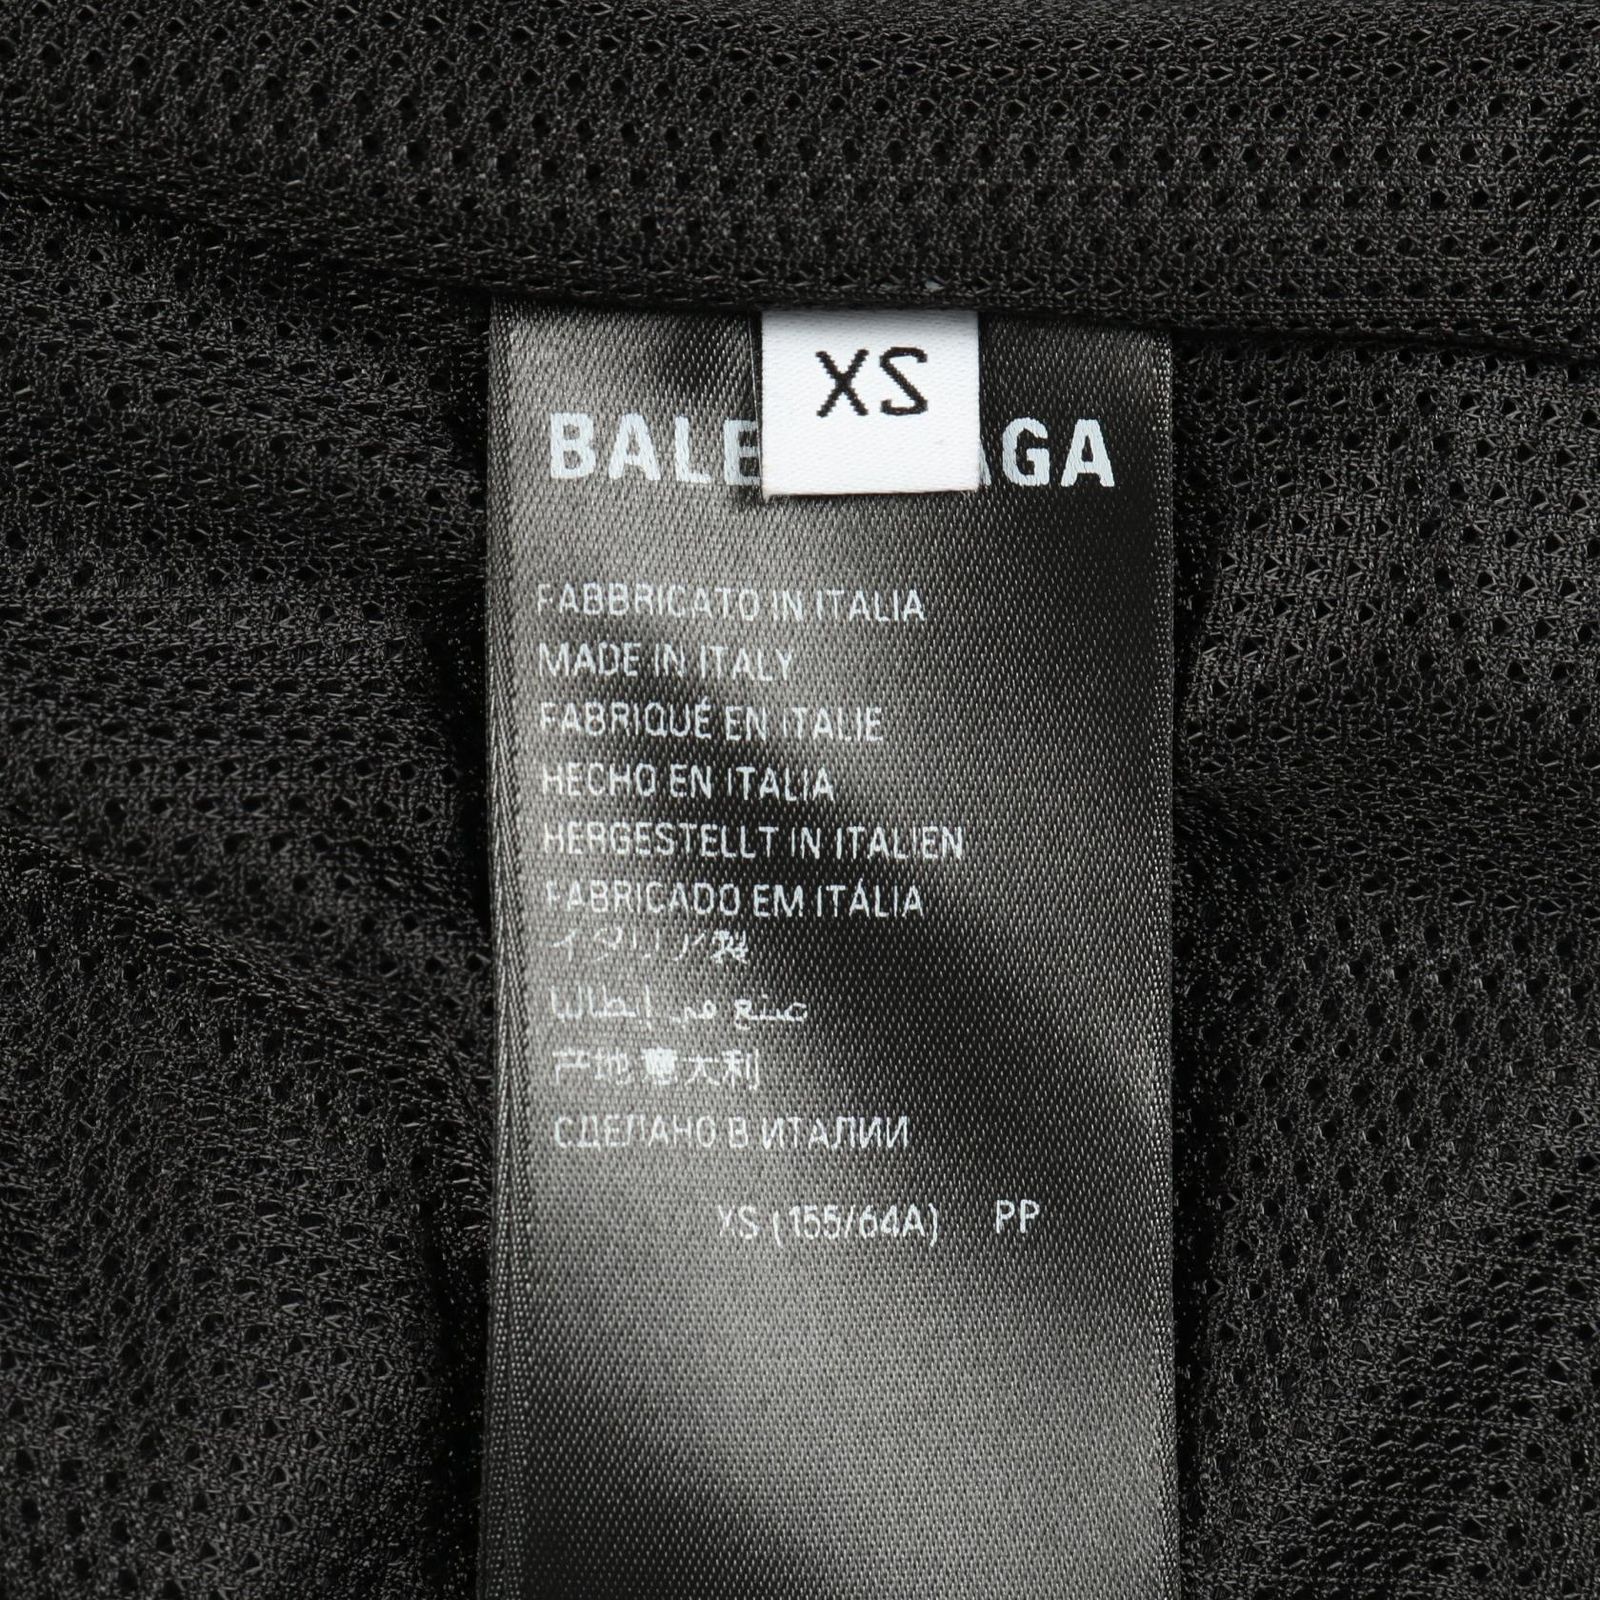 XS
BALE AGA
FABBRICATO IN ITALIA
MADE IN ITALY
FABRIQUÉ EN ITALIE
HECHO EN ITALIA
HERGESTELLT IN ITALIEN
FABRICADO EM ITÁLIA
イタリア製
صنع في إيطاليا
产地意大利
СДЕЛАНО В ИТАЛИИ
XS (155/64A) PP